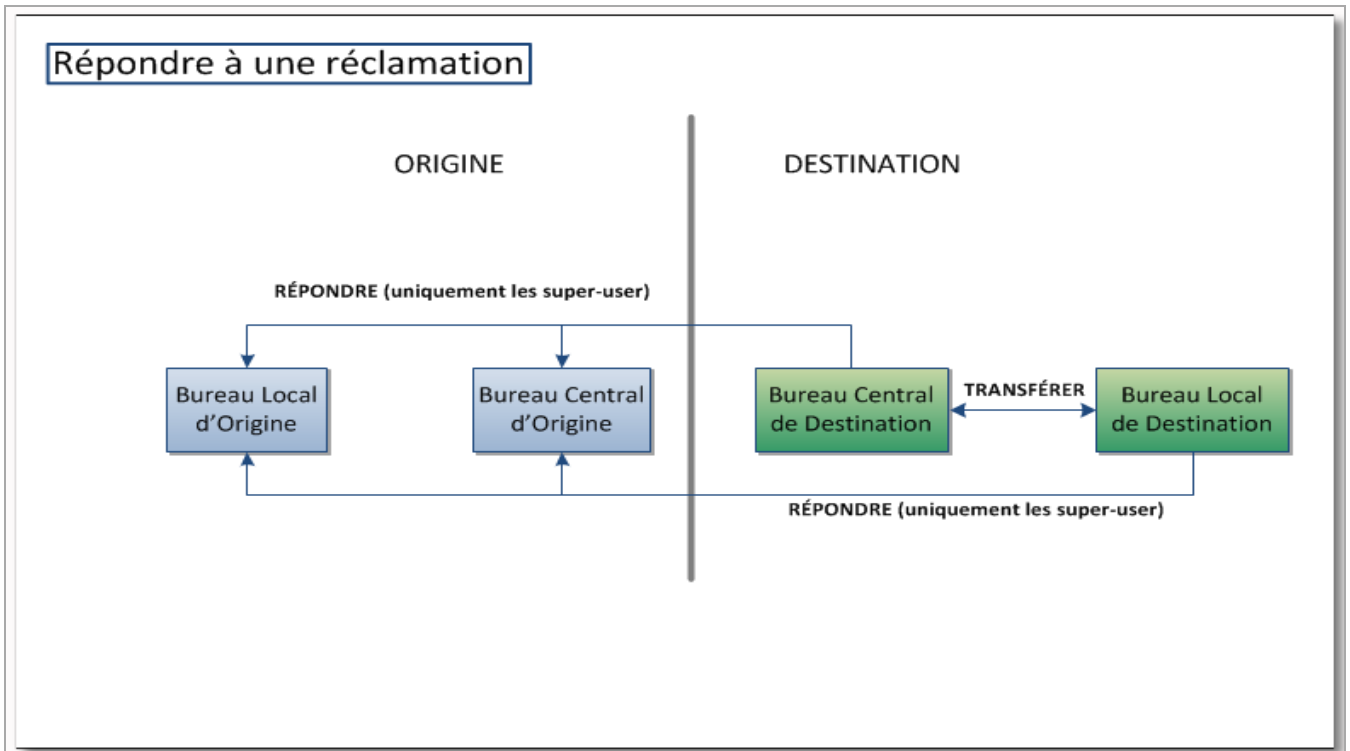 Répondre à une réclamation
ORIGINE
DESTINATION
RÉPONDRE (uniquement les super-user)
Bureau Local
d’Origine
Bureau Central
d’Origine
Bureau Central
de Destination
TRANSFÉRER
Bureau Local
de Destination
RÉPONDRE (uniquement les super-user)